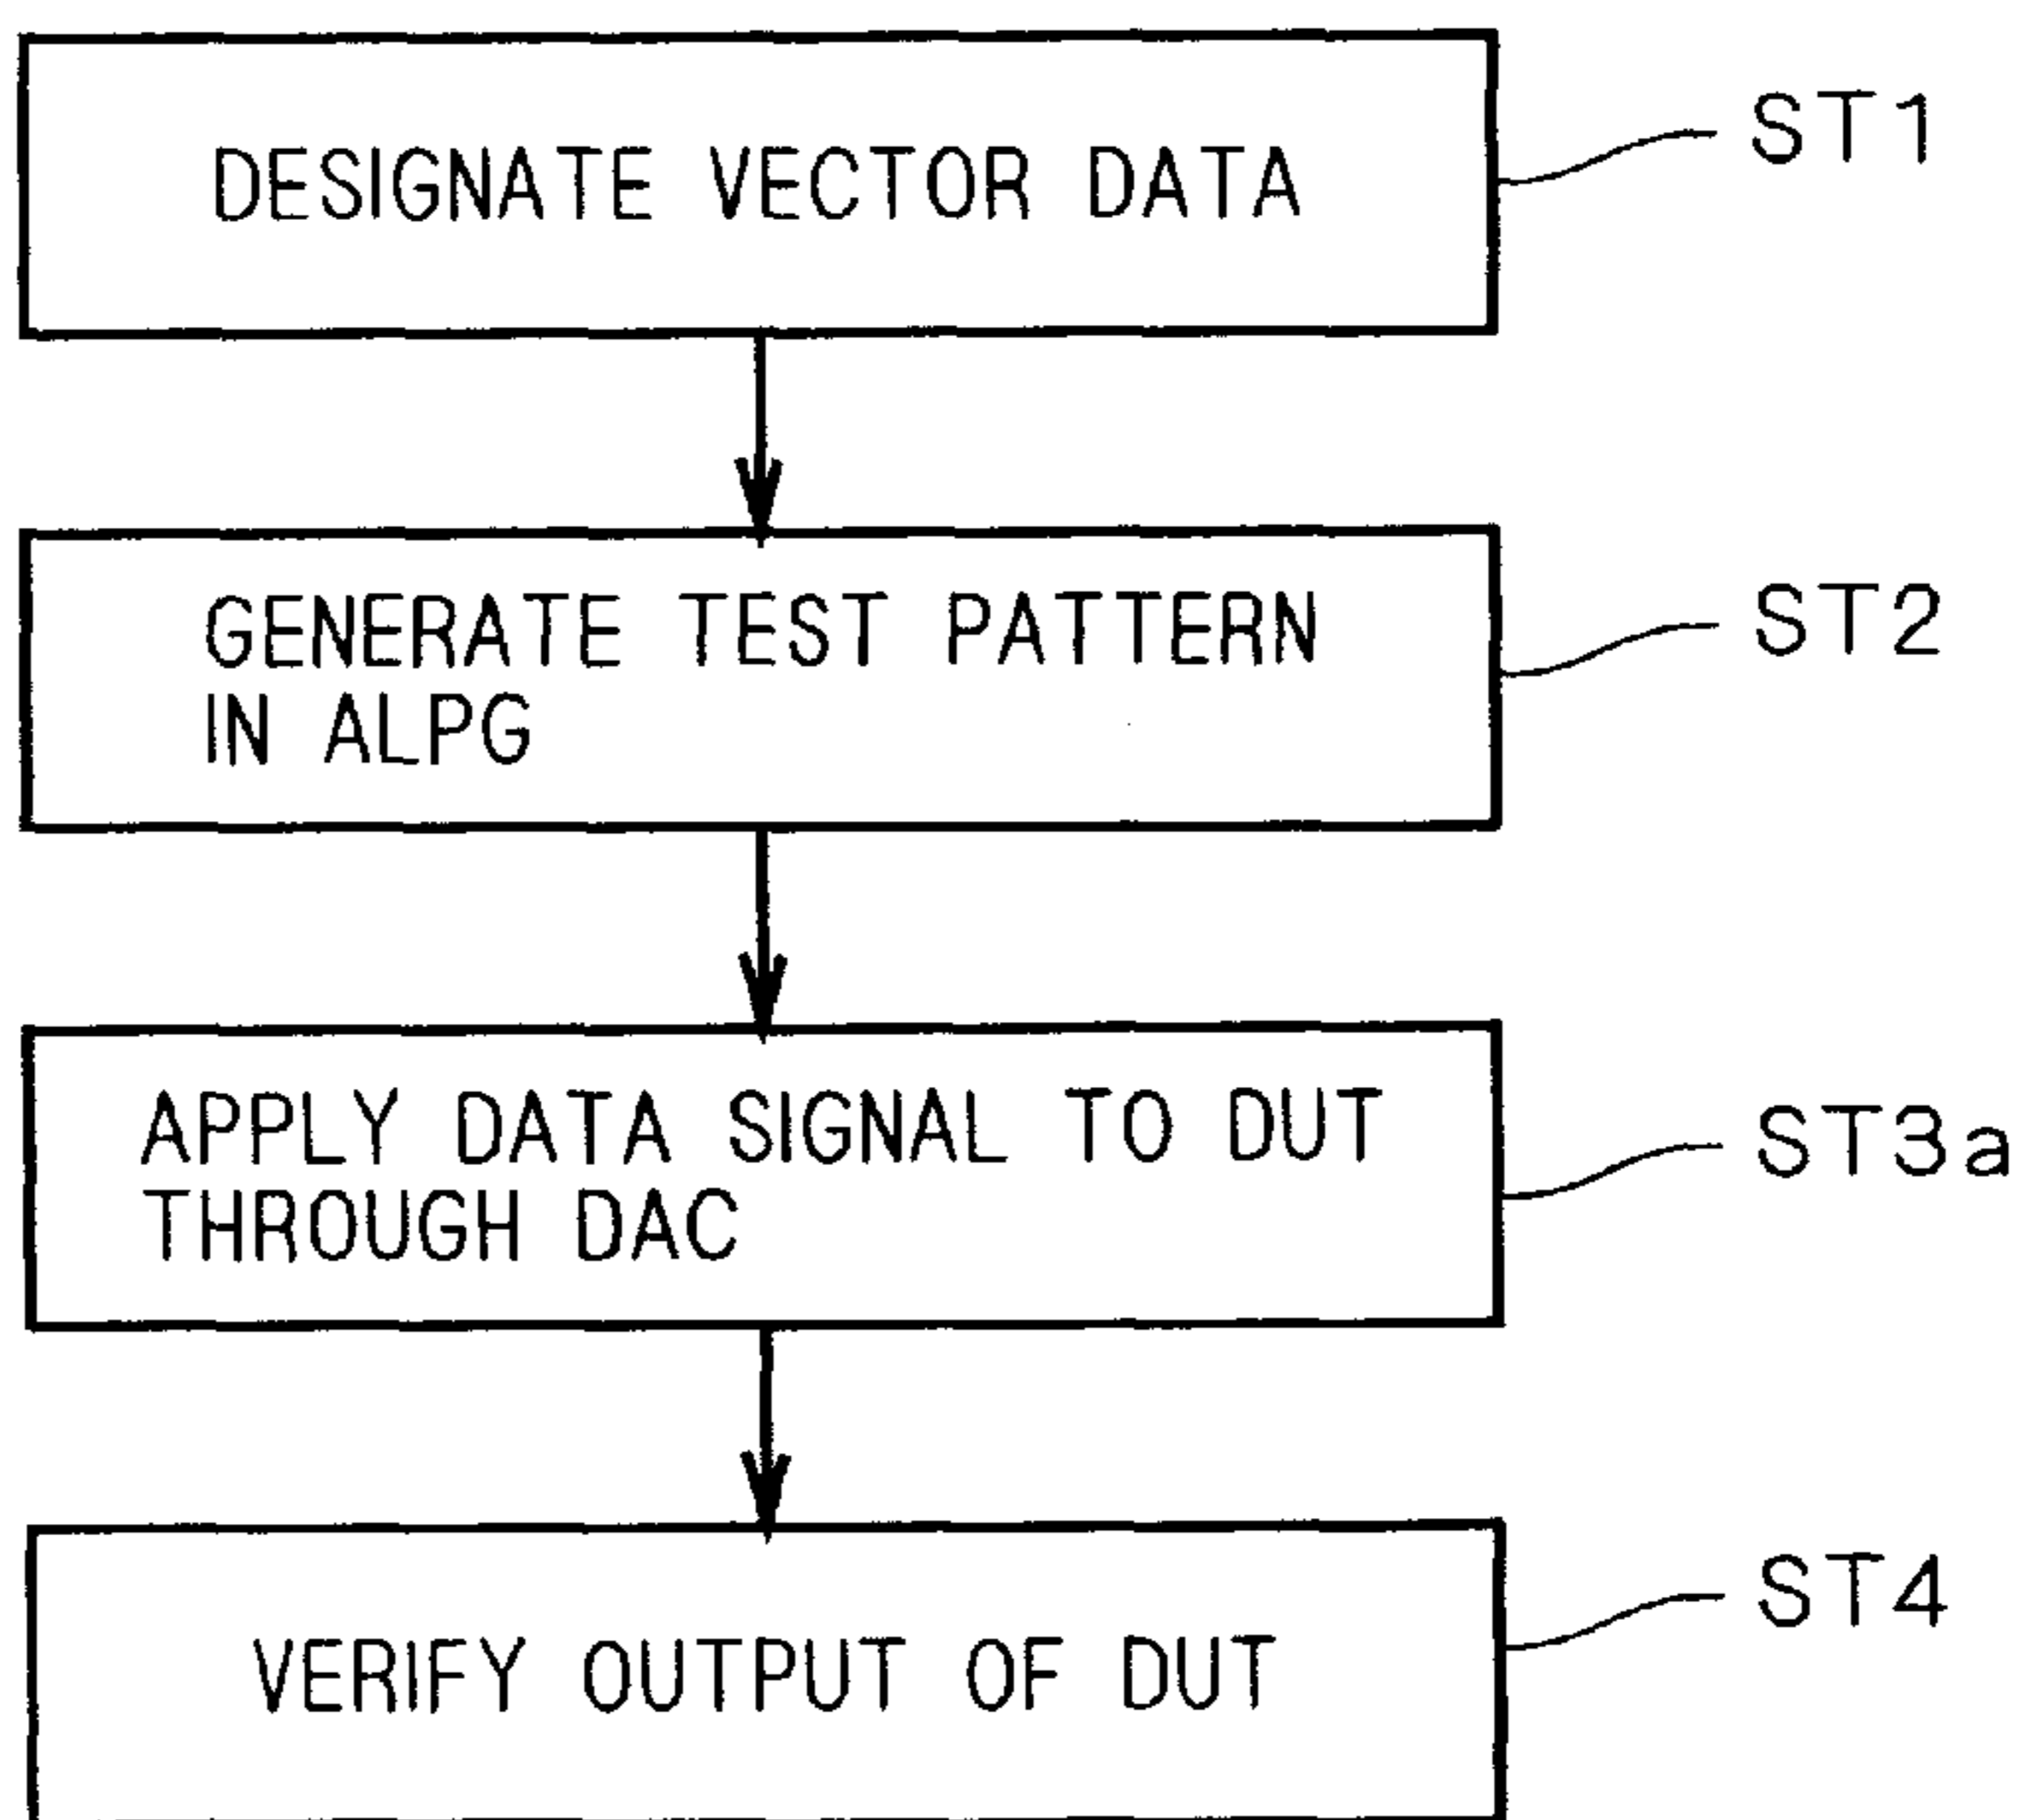 DESIGNATE VECTOR DATA
ST1
GENERATE TEST PATTERN
IN ALPG
ST2
APPLY DATA SIGNAL TO DUT
THROUGH DAC
ST3a
VERIFY OUTPUT OF DUT
ST4